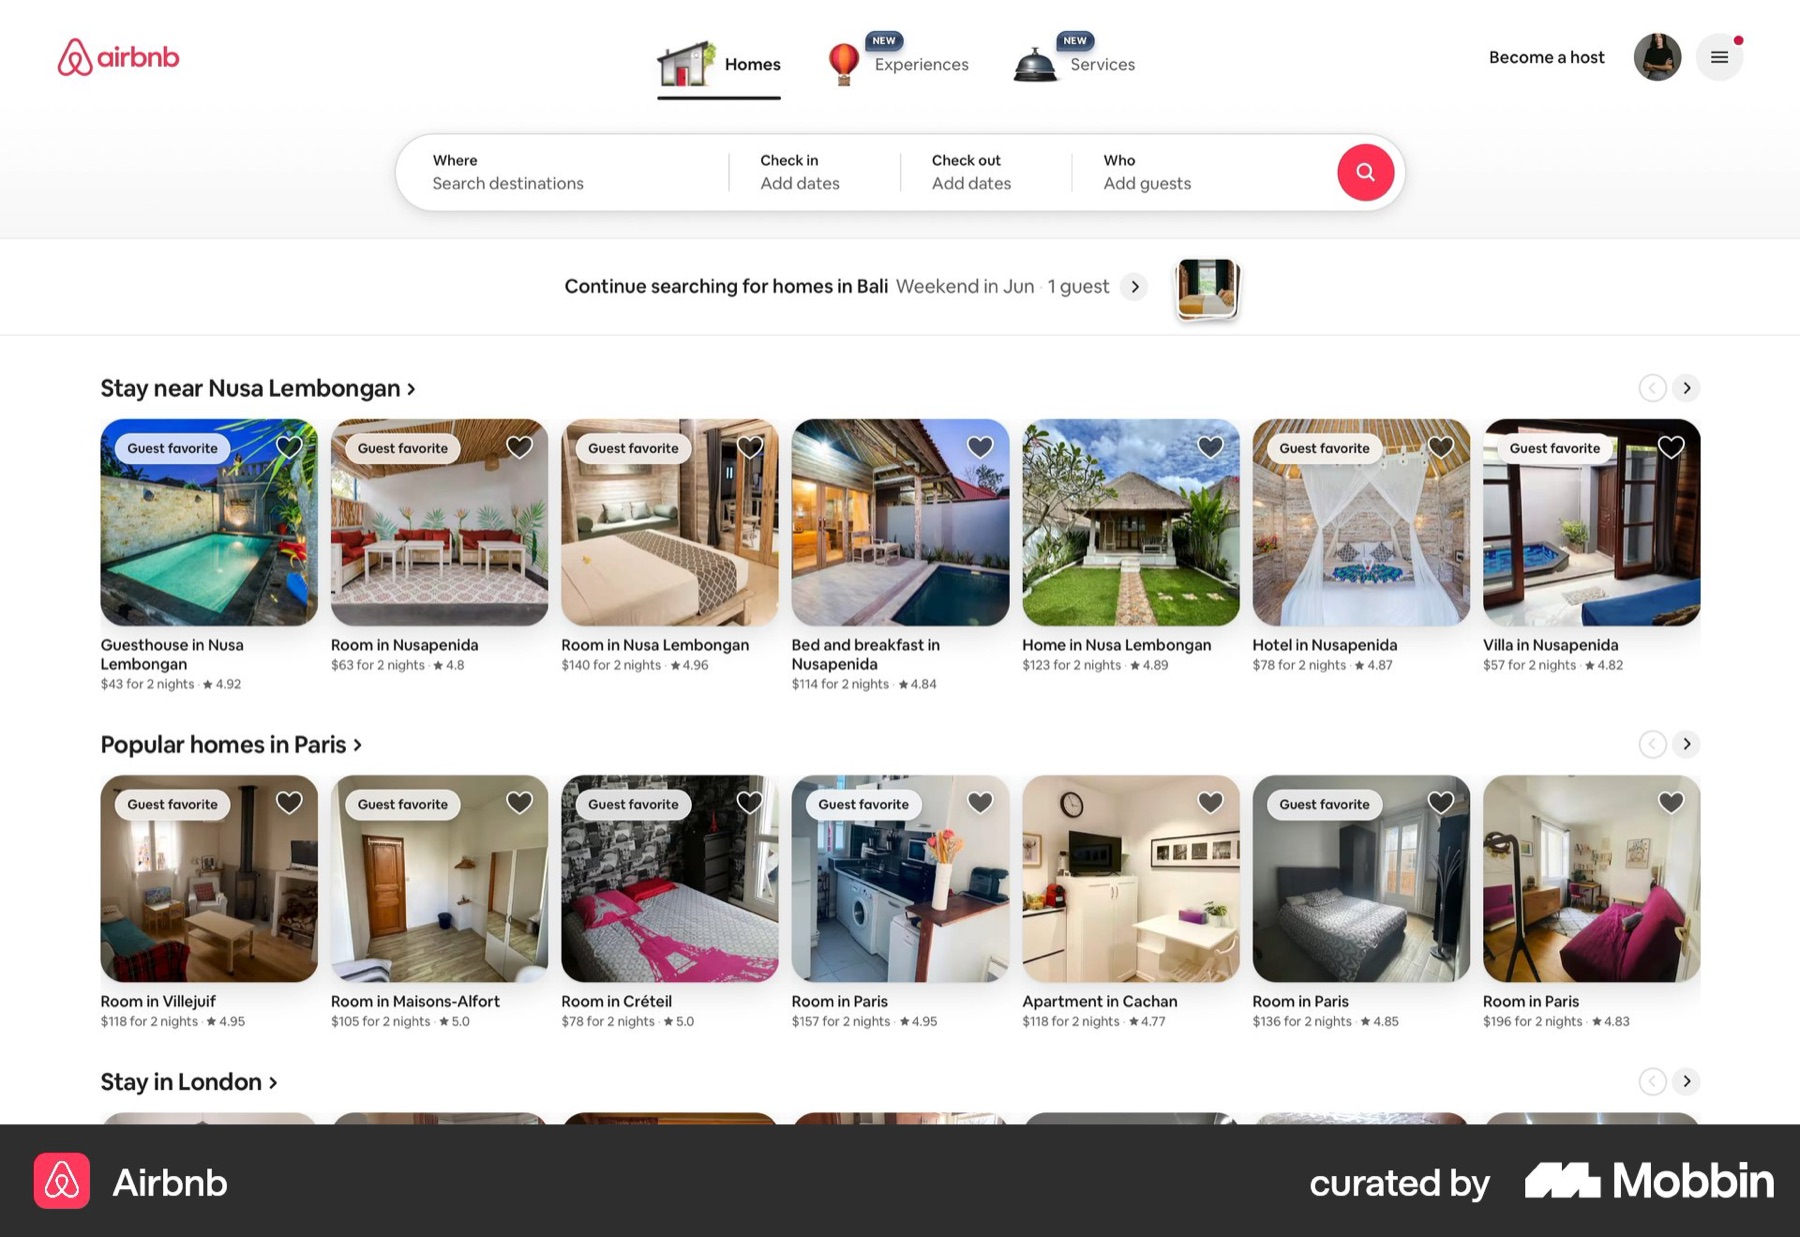 airbnb
Homes
NEW
Experiences
NEW
Services
Become a host
Where
Search destinations
Check in
Add dates
Check out
Add dates
Who
Add guests
Continue searching for homes in Bali Weekend in Jun · 1 guest
Stay near Nusa Lembongan
Guest favorite
Guesthouse in Nusa
Lembongan
$43 for 2 nights · ★ 4.92
Guest favorite
Room in Nusapenida
$63 for 2 nights · ★ 4.8
Guest favorite
Room in Nusa Lembongan
$140 for 2 nights · ★ 4.96
Bed and breakfast in
Nusapenida
$114 for 2 nights · ★ 4.84
Home in Nusa Lembongan
$123 for 2 nights · ★ 4.89
Guest favorite
Hotel in Nusapenida
$78 for 2 nights · ★ 4.87
Guest favorite
Villa in Nusapenida
$57 for 2 nights · ★ 4.82
Popular homes in Paris
Guest favorite
Room in Villejuif
$118 for 2 nights · ★ 4.95
Guest favorite
Room in Maisons-Alfort
$105 for 2 nights · ★ 5.0
Guest favorite
Room in Créteil
$78 for 2 nights · ★ 5.0
Guest favorite
Room in Paris
$157 for 2 nights · ★ 4.95
Apartment in Cachan
$118 for 2 nights · ★ 4.77
Guest favorite
Room in Paris
$136 for 2 nights · ★ 4.85
Room in Paris
$196 for 2 nights · ★ 4.83
Stay in London
Airbnb
curated by Mobbin